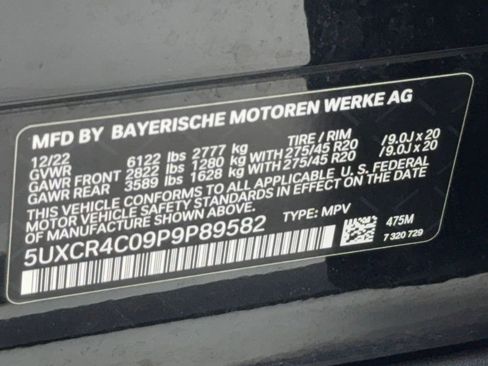 MFD BY BAYERISCHE MOTOREN WERKE AG
12/22 TIRE / RIM
GVWR 6122 lbs 2777 kg
GAWR FRONT 2822 lbs 1280 kg WITH 275/45 R20 / 9.0J x 20
GAWR REAR 3589 lbs 1628 kg WITH 275/45 R20 / 9.0J x 20
THIS VEHICLE CONFORMS TO ALL APPLICABLE U.S. FEDERAL
MOTOR VEHICLE SAFETY STANDARDS IN EFFECT ON THE DATE
OF MANUFACTURE SHOWN ABOVE.
5UXCR4C09P9P89582 TYPE: MPV
475M
7 320 729